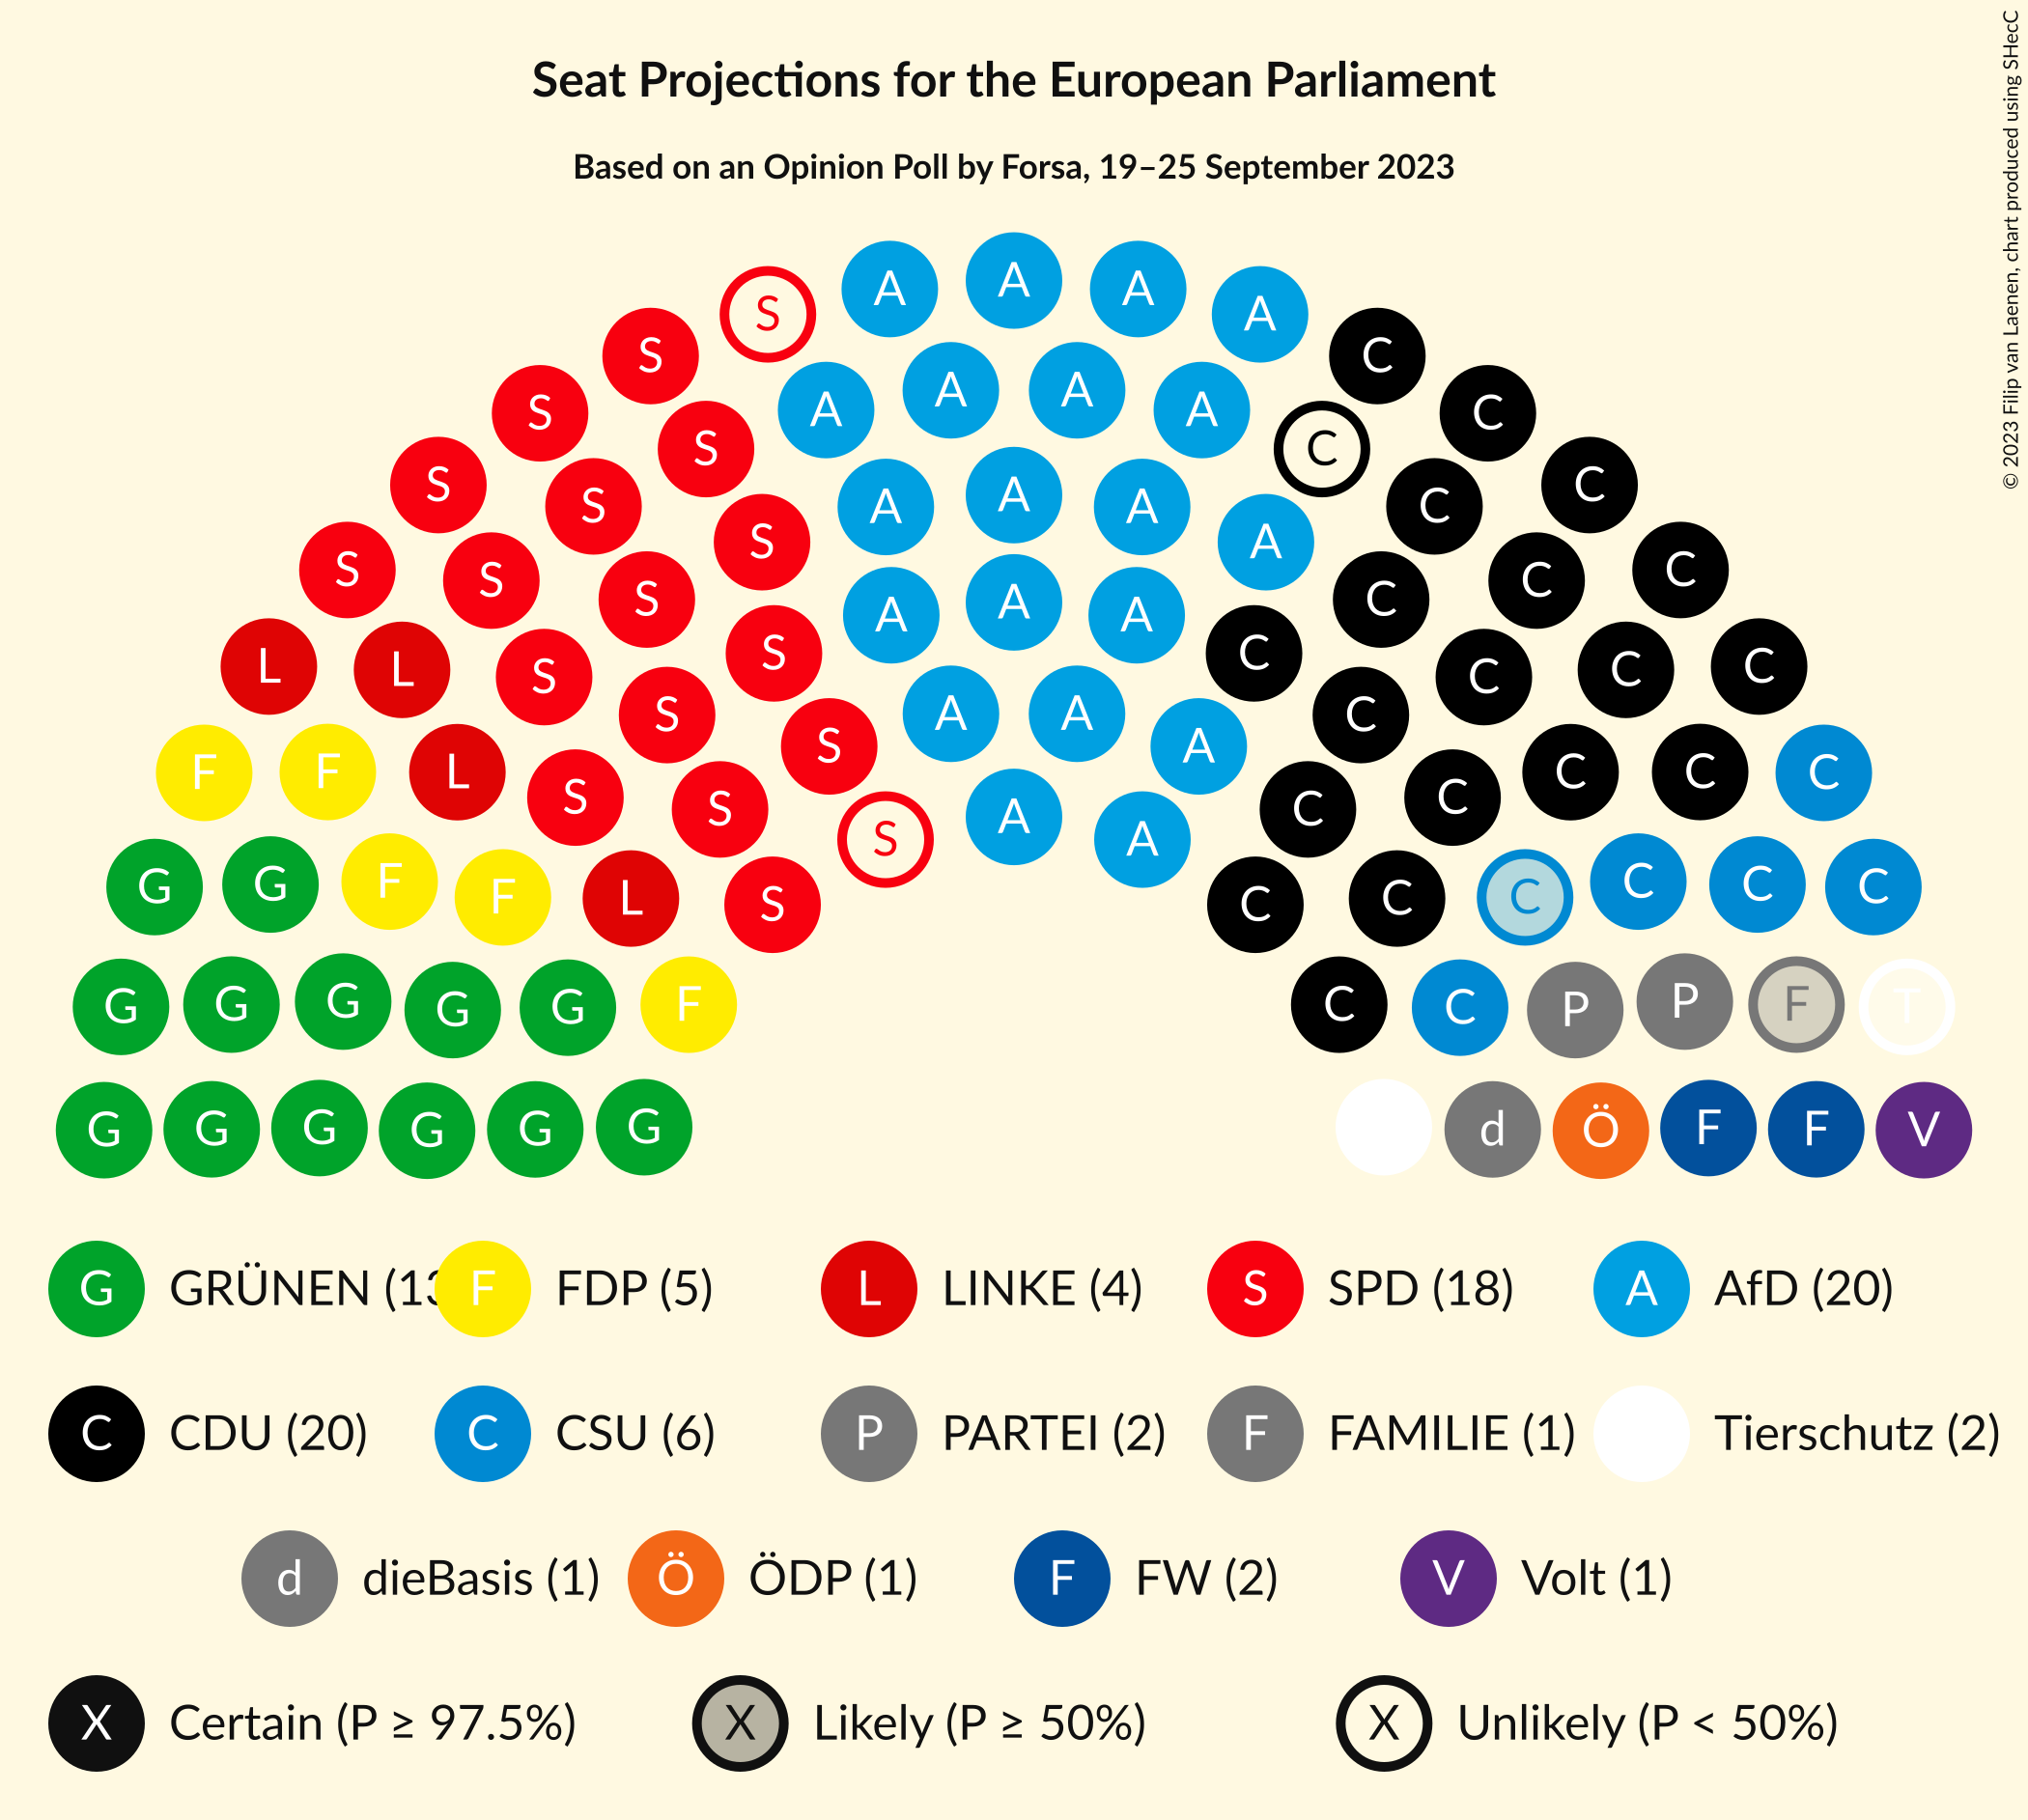 Seat Projections for the European Parliament
Based on an Opinion Poll by Forsa, 19–25 September 2023
© 2023 Filip van Laenen, chart produced using SHecC
S A A A A
S C
S A A A A C
S C
S S A A A C C
S A
S S S A C C C
A A
L L S S C C C C
S A A C
F F L S A C C C
S S A C C
S A
G G F F L S C C C C C C
G G G G G F C C P P F T
G G G G G G d Ö F F V
G GRÜNEN (13 F FDP (5) L LINKE (4) S SPD (18) A AfD (20)
C CDU (20) C CSU (6) P PARTEI (2) F FAMILIE (1) Tierschutz (2)
d dieBasis (1) Ö ÖDP (1) F FW (2) V Volt (1)
X Certain (P ≥ 97.5%) X Likely (P ≥ 50%) X Unlikely (P < 50%)